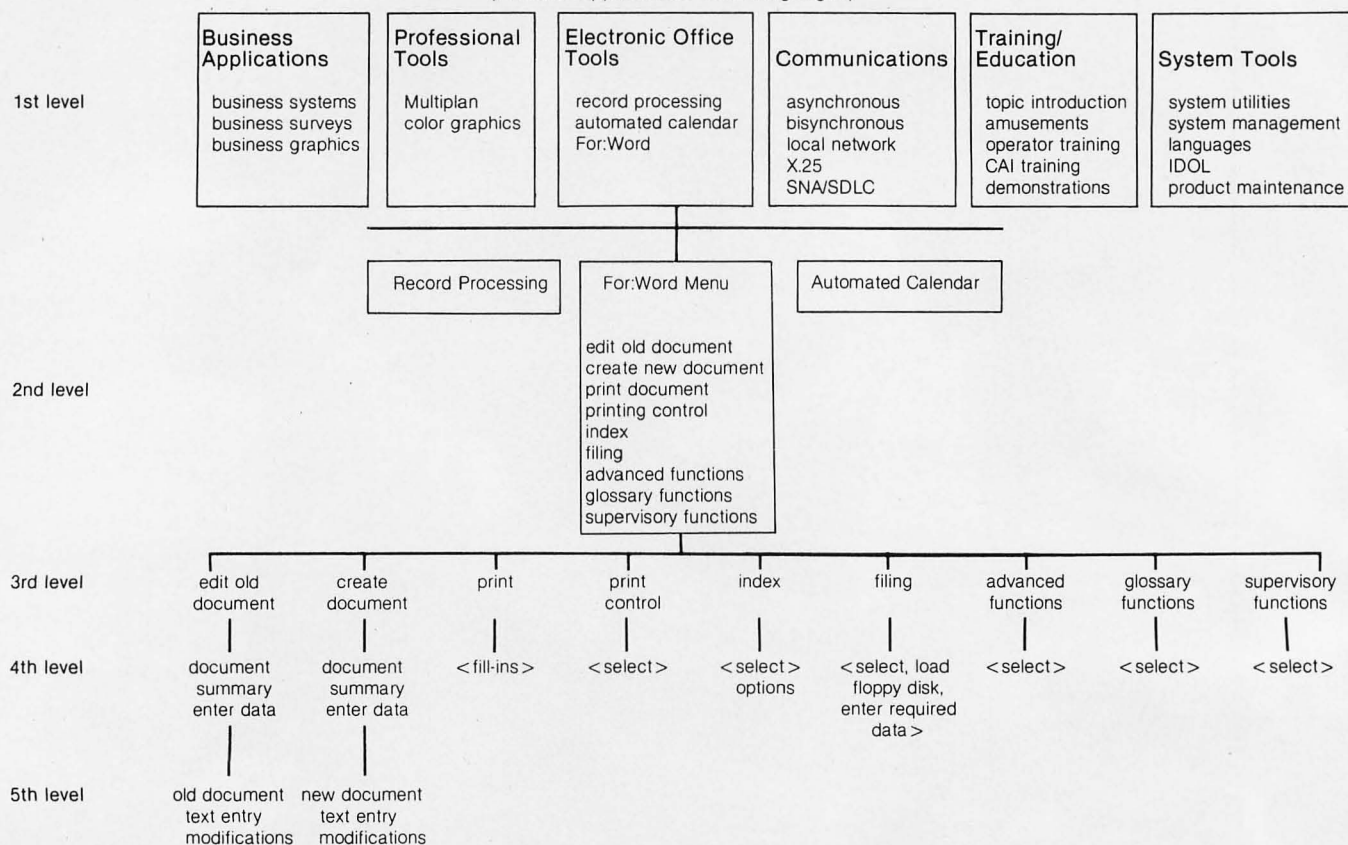 Business
Applications
business systems
business surveys
business graphics
Professional
Tools
Multiplan
color graphics
Electronic Office
Tools
record processing
automated calendar
For:Word
Communications
asynchronous
bisynchronous
local network
X.25
SNA/SDLC
Training/
Education
topic introduction
amusements
operator training
CAI training
demonstrations
System Tools
system utilities
system management
languages
IDOL
product maintenance
1st level
Record Processing
For:Word Menu
edit old document
create new document
print document
printing control
index
filing
advanced functions
glossary functions
supervisory functions
Automated Calendar
2nd level
3rd level
edit old
document
create
document
print
print
control
index
filing
advanced
functions
glossary
functions
supervisory
functions
4th level
document
summary
enter data
document
summary
enter data
<fill-ins>
<select>
<select>
options
<select, load
floppy disk,
enter required
data>
<select>
<select>
<select>
5th level
old document
text entry
modifications
new document
text entry
modifications